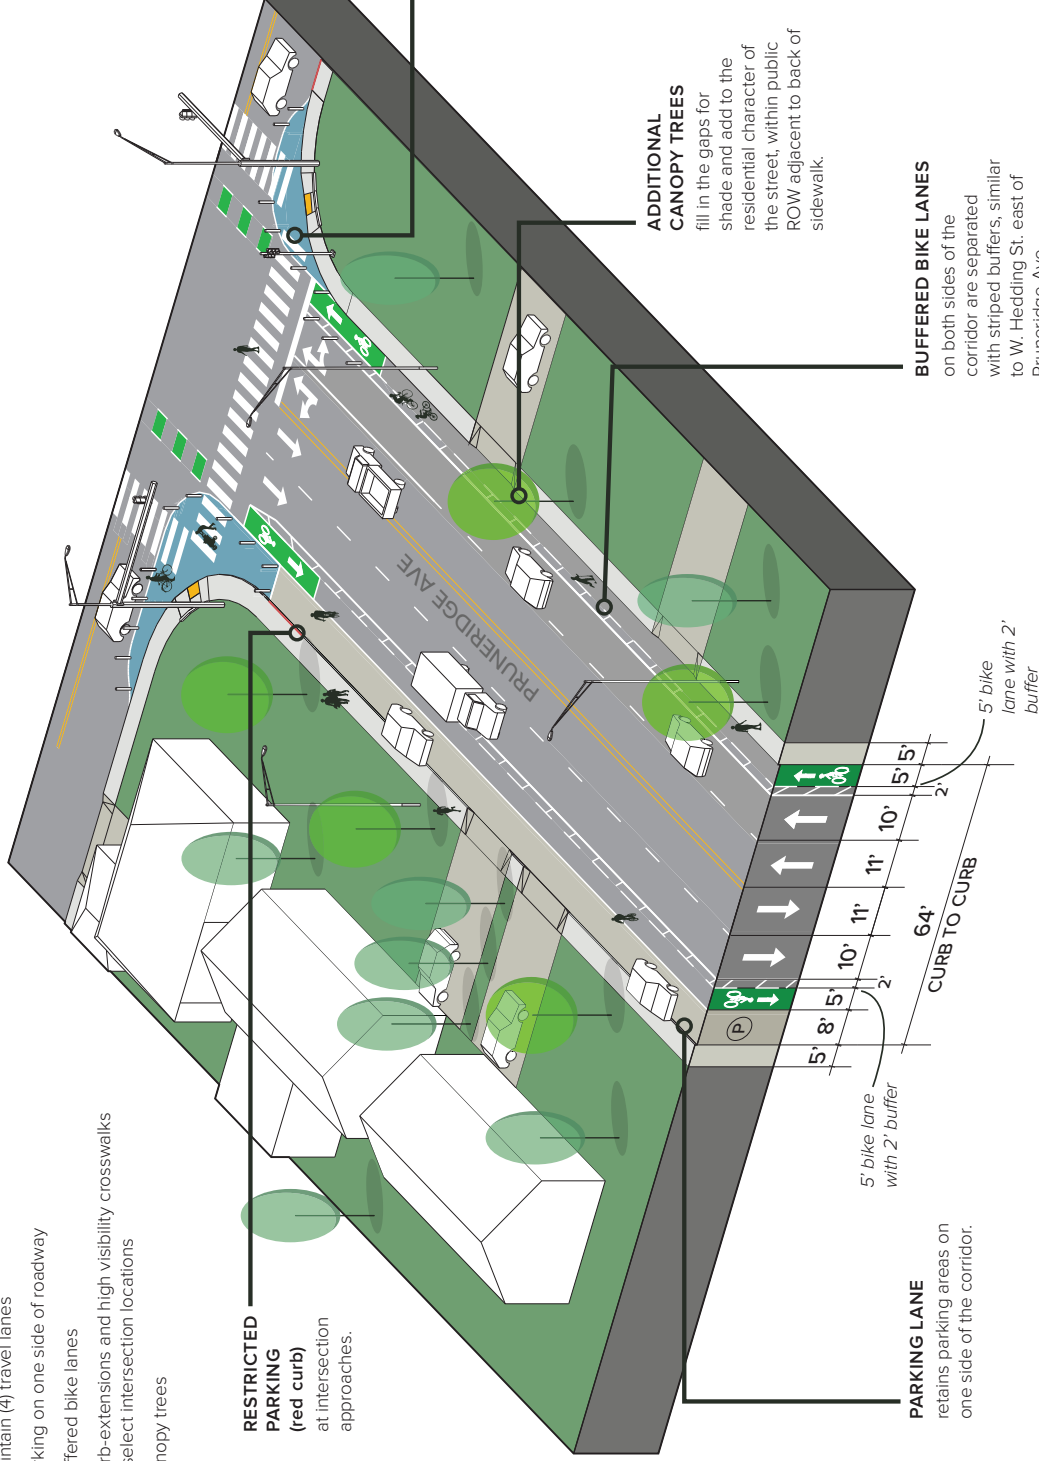 ntain (4) travel lanes
king on one side of roadway
ffered bike lanes
rb-extensions and high visibility crosswalks
select intersection locations
nopy trees
RESTRICTED
PARKING
(red curb)
at intersection
approaches.
ADDITIONAL
CANOPY TREES
fill in the gaps for
shade and add to the
residential character of
the street, within public
ROW adjacent to back of
sidewalk.
BUFFERED BIKE LANES
on both sides of the
corridor are separated
with striped buffers, similar
to W. Hedding St. east of
Pruneridge Ave.
PARKING LANE
retains parking areas on
one side of the corridor.
PRUNERIDGE AVE
P
5'
8'
5'
2'
10'
11'
11'
10'
2'
5'
5'
64'
CURB TO CURB
5' bike lane
with 2' buffer
5' bike
lane with 2'
buffer